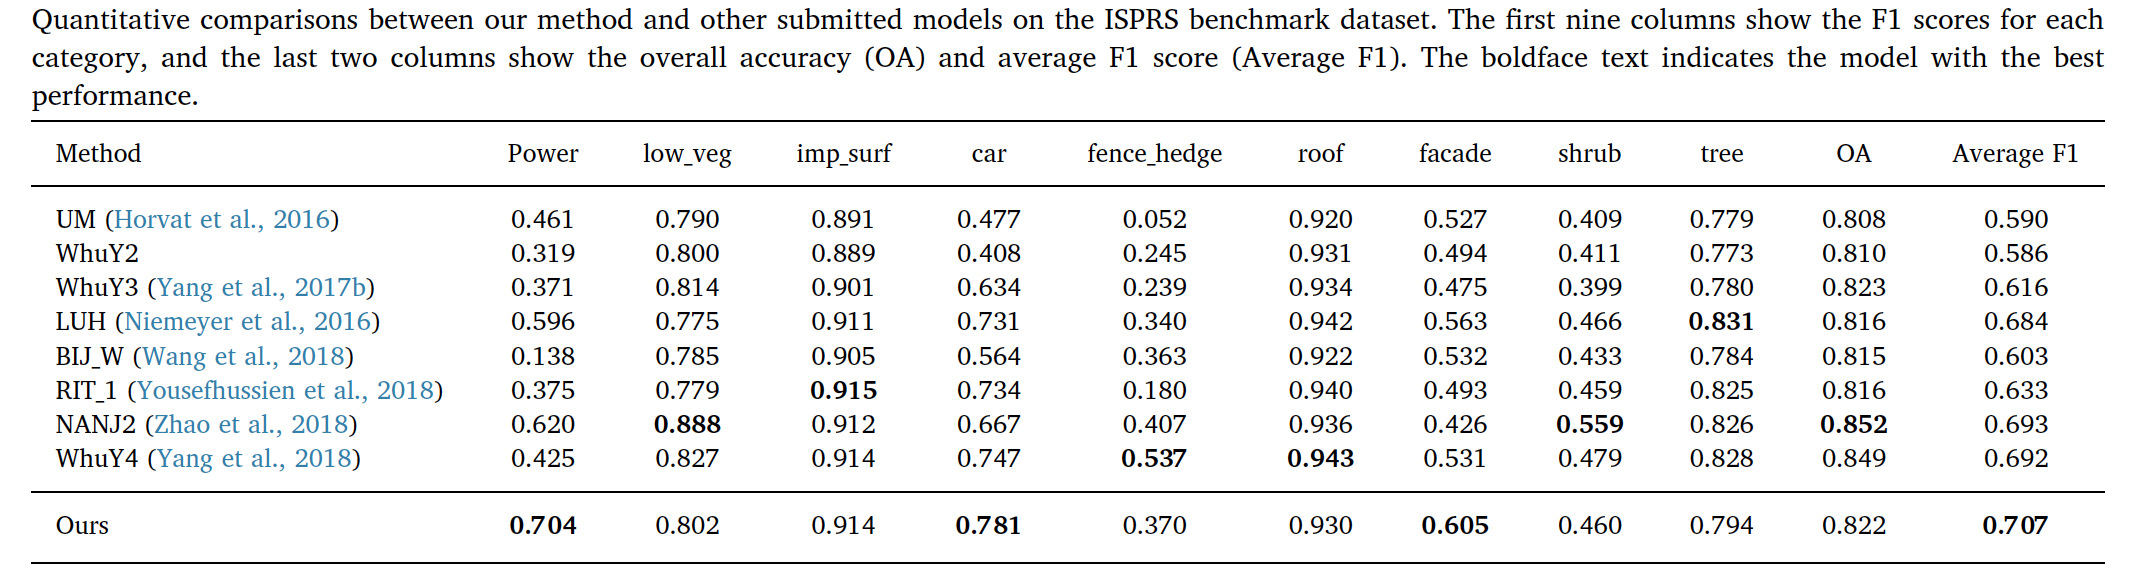 Quantitative comparisons between our method and other submitted models on the ISPRS benchmark dataset. The first nine columns show the F1 scores for each
category, and the last two columns show the overall accuracy (OA) and average F1 score (Average F1). The boldface text indicates the model with the best
performance.
Method Power low_veg imp_surf car fence_hedge roof facade shrub tree OA Average F1
UM (Horvat et al., 2016) 0.461 0.790 0.891 0.477 0.052 0.920 0.527 0.409 0.779 0.808 0.590
WhuY2 0.319 0.800 0.889 0.408 0.245 0.931 0.494 0.411 0.773 0.810 0.586
WhuY3 (Yang et al., 2017b) 0.371 0.814 0.901 0.634 0.239 0.934 0.475 0.399 0.780 0.823 0.616
LUH (Niemeyer et al., 2016) 0.596 0.775 0.911 0.731 0.340 0.942 0.563 0.466 0.831 0.816 0.684
BIJ_W (Wang et al., 2018) 0.138 0.785 0.905 0.564 0.363 0.922 0.532 0.433 0.784 0.815 0.603
RIT_1 (Yousefhussien et al., 2018) 0.375 0.779 0.915 0.734 0.180 0.940 0.493 0.459 0.825 0.816 0.633
NANJ2 (Zhao et al., 2018) 0.620 0.888 0.912 0.667 0.407 0.936 0.426 0.559 0.826 0.852 0.693
WhuY4 (Yang et al., 2018) 0.425 0.827 0.914 0.747 0.537 0.943 0.531 0.479 0.828 0.849 0.692
Ours 0.704 0.802 0.914 0.781 0.370 0.930 0.605 0.460 0.794 0.822 0.707